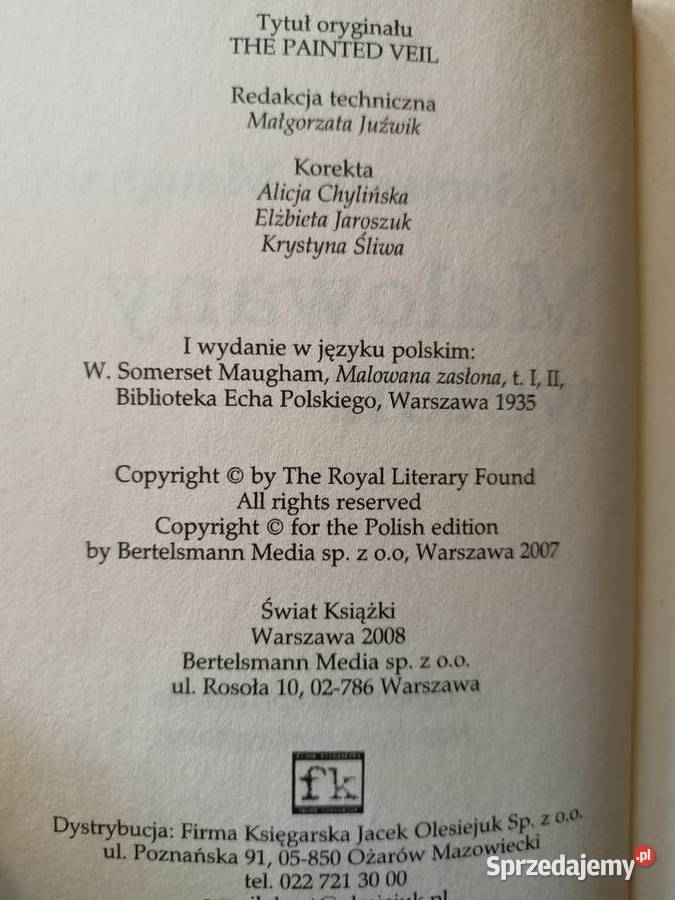 Tytuł oryginału
THE PAINTED VEIL
Redakcja techniczna
Małgorzata Juźwik
Korekta
Alicja Chylińska
Elżbieta Jaroszuk
Krystyna Śliwa
I wydanie w języku polskim:
W. Somerset Maugham, Malowana zasłona, t. I, II,
Biblioteka Echa Polskiego, Warszawa 1935
Copyright © by The Royal Literary Found
All rights reserved
Copyright © for the Polish edition
by Bertelsmann Media sp. z o.o, Warszawa 2007
Świat Książki
Warszawa 2008
Bertelsmann Media sp. z o.o.
ul. Rosoła 10, 02-786 Warszawa
fk
Dystrybucja: Firma Księgarska Jacek Olesiejuk Sp. z o.o.
ul. Poznańska 91, 05-850 Ożarów Mazowiecki
tel. 022 721 30 00
Sprzedajemy.pl